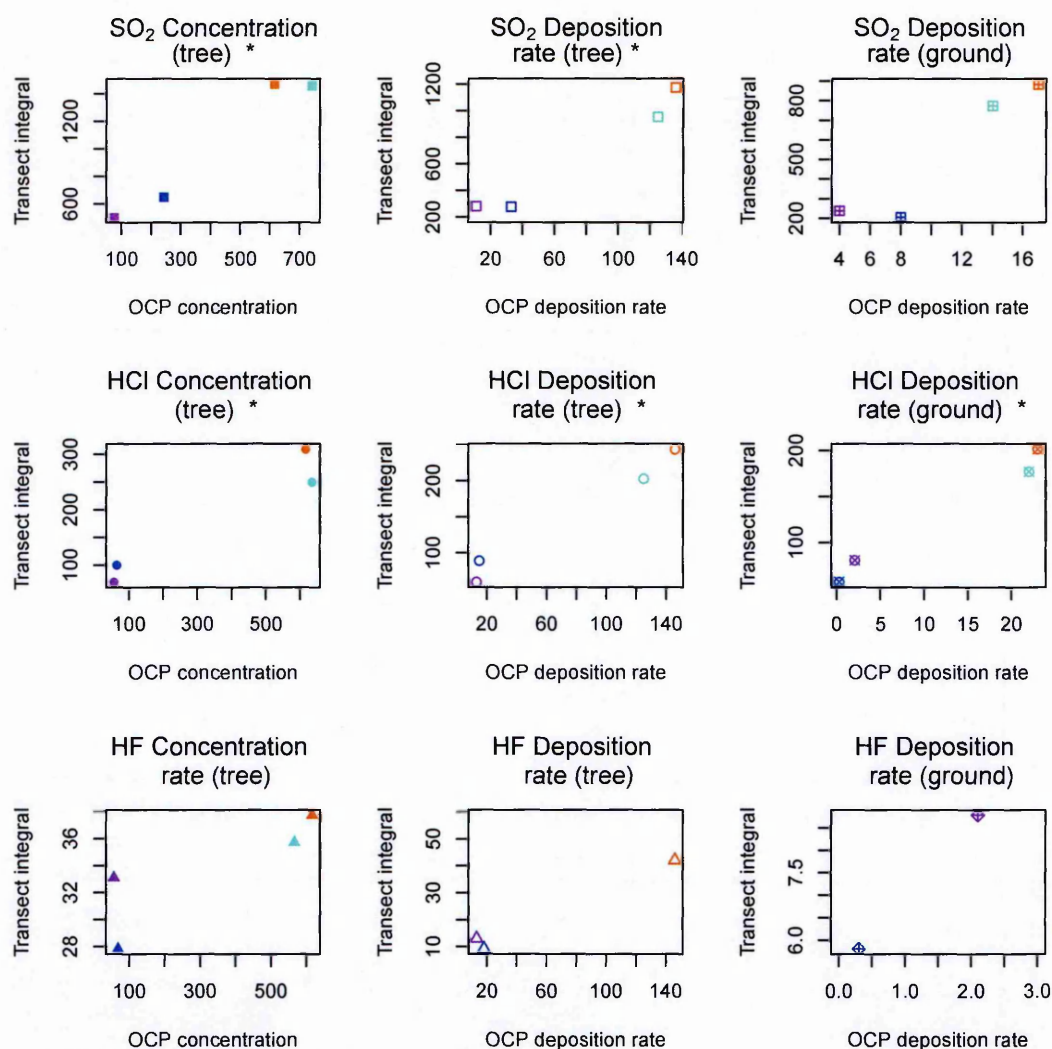 SO₂ Concentration
(tree) *
Transect integral
1200
600
100 300 500 700
OCP concentration
SO₂ Deposition
rate (tree) *
Transect integral
1200
600
200
20 60 100 140
OCP deposition rate
SO₂ Deposition
rate (ground)
Transect integral
800
500
200
4 6 8 12 16
OCP deposition rate
HCl Concentration
(tree) *
Transect integral
300
200
100
100 300 500
OCP concentration
HCl Deposition
rate (tree) *
Transect integral
200
100
20 60 100 140
OCP deposition rate
HCl Deposition
rate (ground) *
Transect integral
200
100
0 5 10 15 20
OCP deposition rate
HF Concentration
rate (tree)
Transect integral
36
32
28
100 300 500
OCP concentration
HF Deposition
rate (tree)
Transect integral
50
30
10
20 60 100 140
OCP deposition rate
HF Deposition
rate (ground)
Transect integral
7.5
6.0
0.0 1.0 2.0 3.0
OCP deposition rate